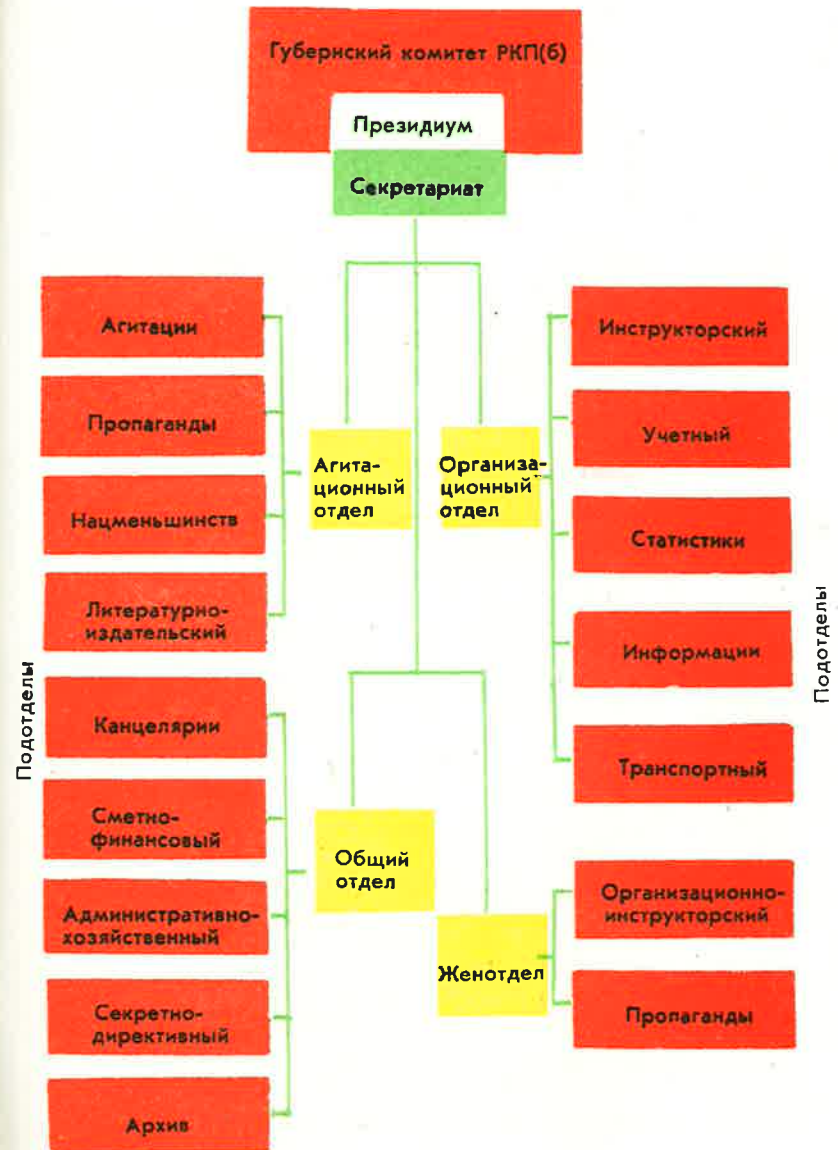 Губернский комитет РКП(б)
Президиум
Секретариат
Агитации
Пропаганды
Нацменьшинств
Литературно-
издательский
Агита-
ционный
отдел
Организа-
ционный
отдел
Инструкторский
Учетный
Статистики
Информации
Транспортный
Подотделы
Подотделы
Канцелярии
Сметно-
финансовый
Административно-
хозяйственный
Секретно-
директивный
Архив
Общий
отдел
Женотдел
Организационно-
инструкторский
Пропаганды